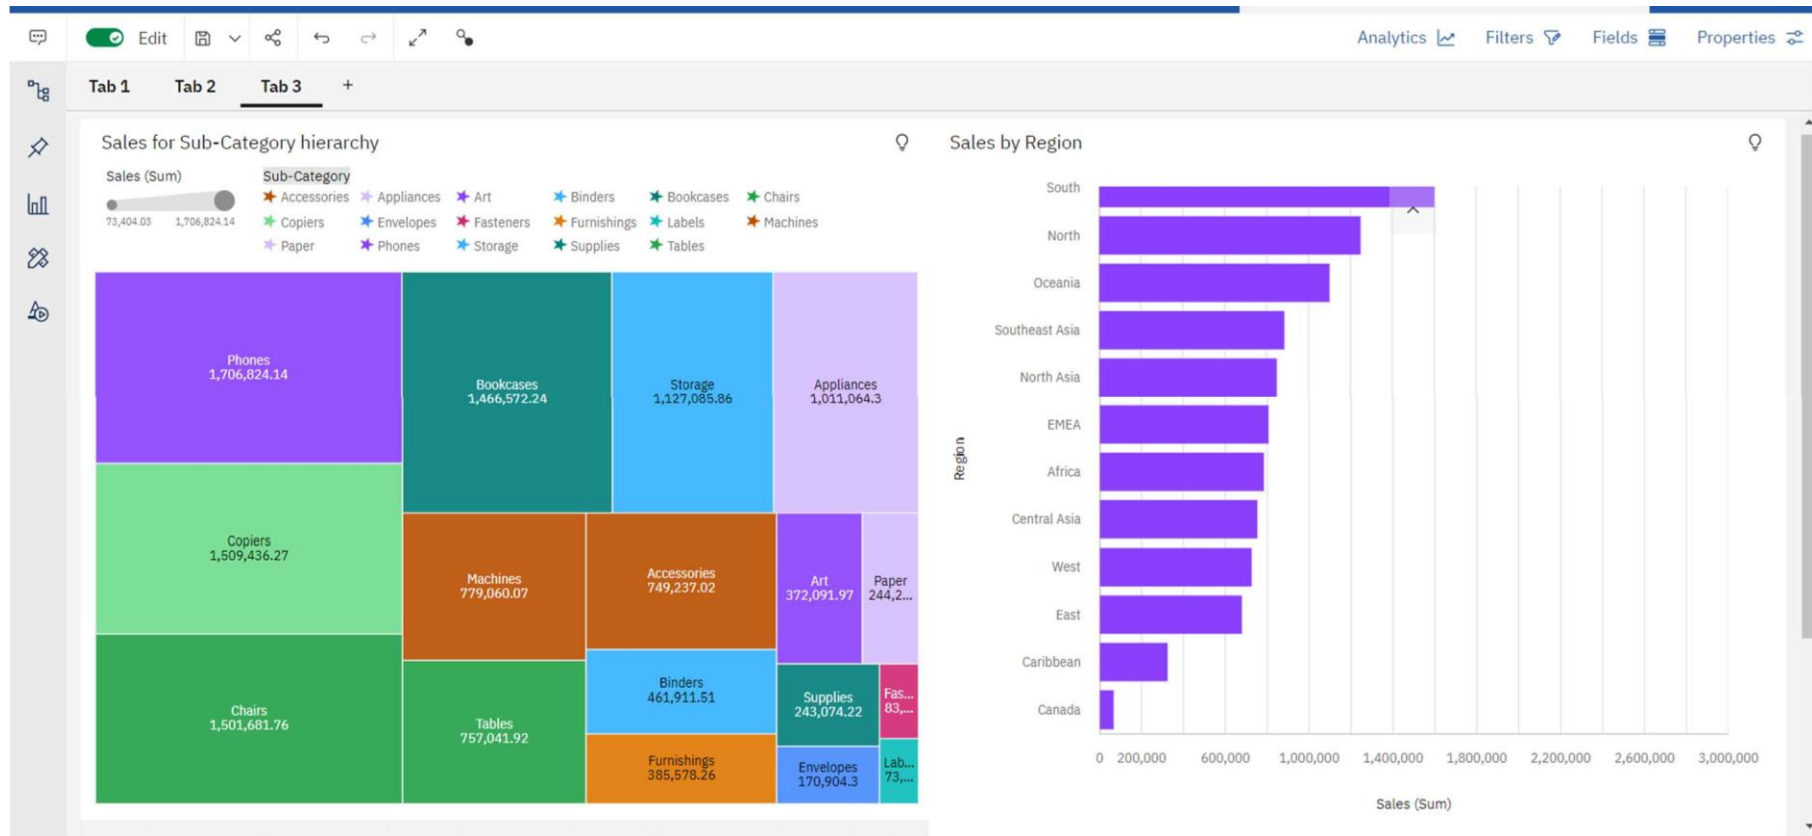 Edit
Analytics
Filters
Fields
Properties
Tab 1
Tab 2
Tab 3
+
Sales for Sub-Category hierarchy
Sales (Sum)
73,404.03 1,706,824.14
Sub-Category
Accessories Appliances Art Binders Bookcases Chairs
Copiers Envelopes Fasteners Furnishings Labels Machines
Paper Phones Storage Supplies Tables
Phones
1,706,824.14
Copiers
1,509,436.27
Chairs
1,501,681.76
Bookcases
1,466,572.24
Storage
1,127,085.86
Appliances
1,011,064.3
Machines
779,060.07
Tables
757,041.92
Accessories
749,237.02
Binders
461,911.51
Furnishings
385,578.26
Art
372,091.97
Paper
244,2...
Supplies
243,074.22
Envelopes
170,904.3
Fas...
83,...
Lab...
73,...
Sales by Region
Region
South
North
Oceania
Southeast Asia
North Asia
EMEA
Africa
Central Asia
West
East
Caribbean
Canada
0 200,000 600,000 1,000,000 1,400,000 1,800,000 2,200,000 2,600,000 3,000,000
Sales (Sum)